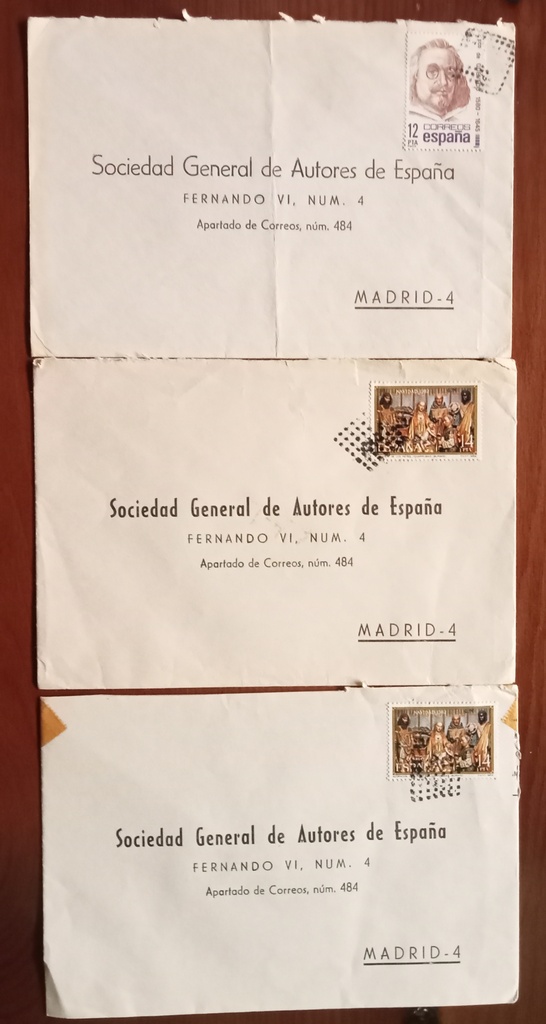 12
PTA
CORREOS
españa
1580-1645
Sociedad General de Autores de España
FERNANDO VI, NUM. 4
Apartado de Correos, núm. 484
MADRID-4
14
Sociedad General de Autores de España
FERNANDO VI, NUM. 4
Apartado de Correos, núm. 484
MADRID-4
14
Sociedad General de Autores de España
FERNANDO VI, NUM. 4
Apartado de Correos, núm. 484
MADRID-4